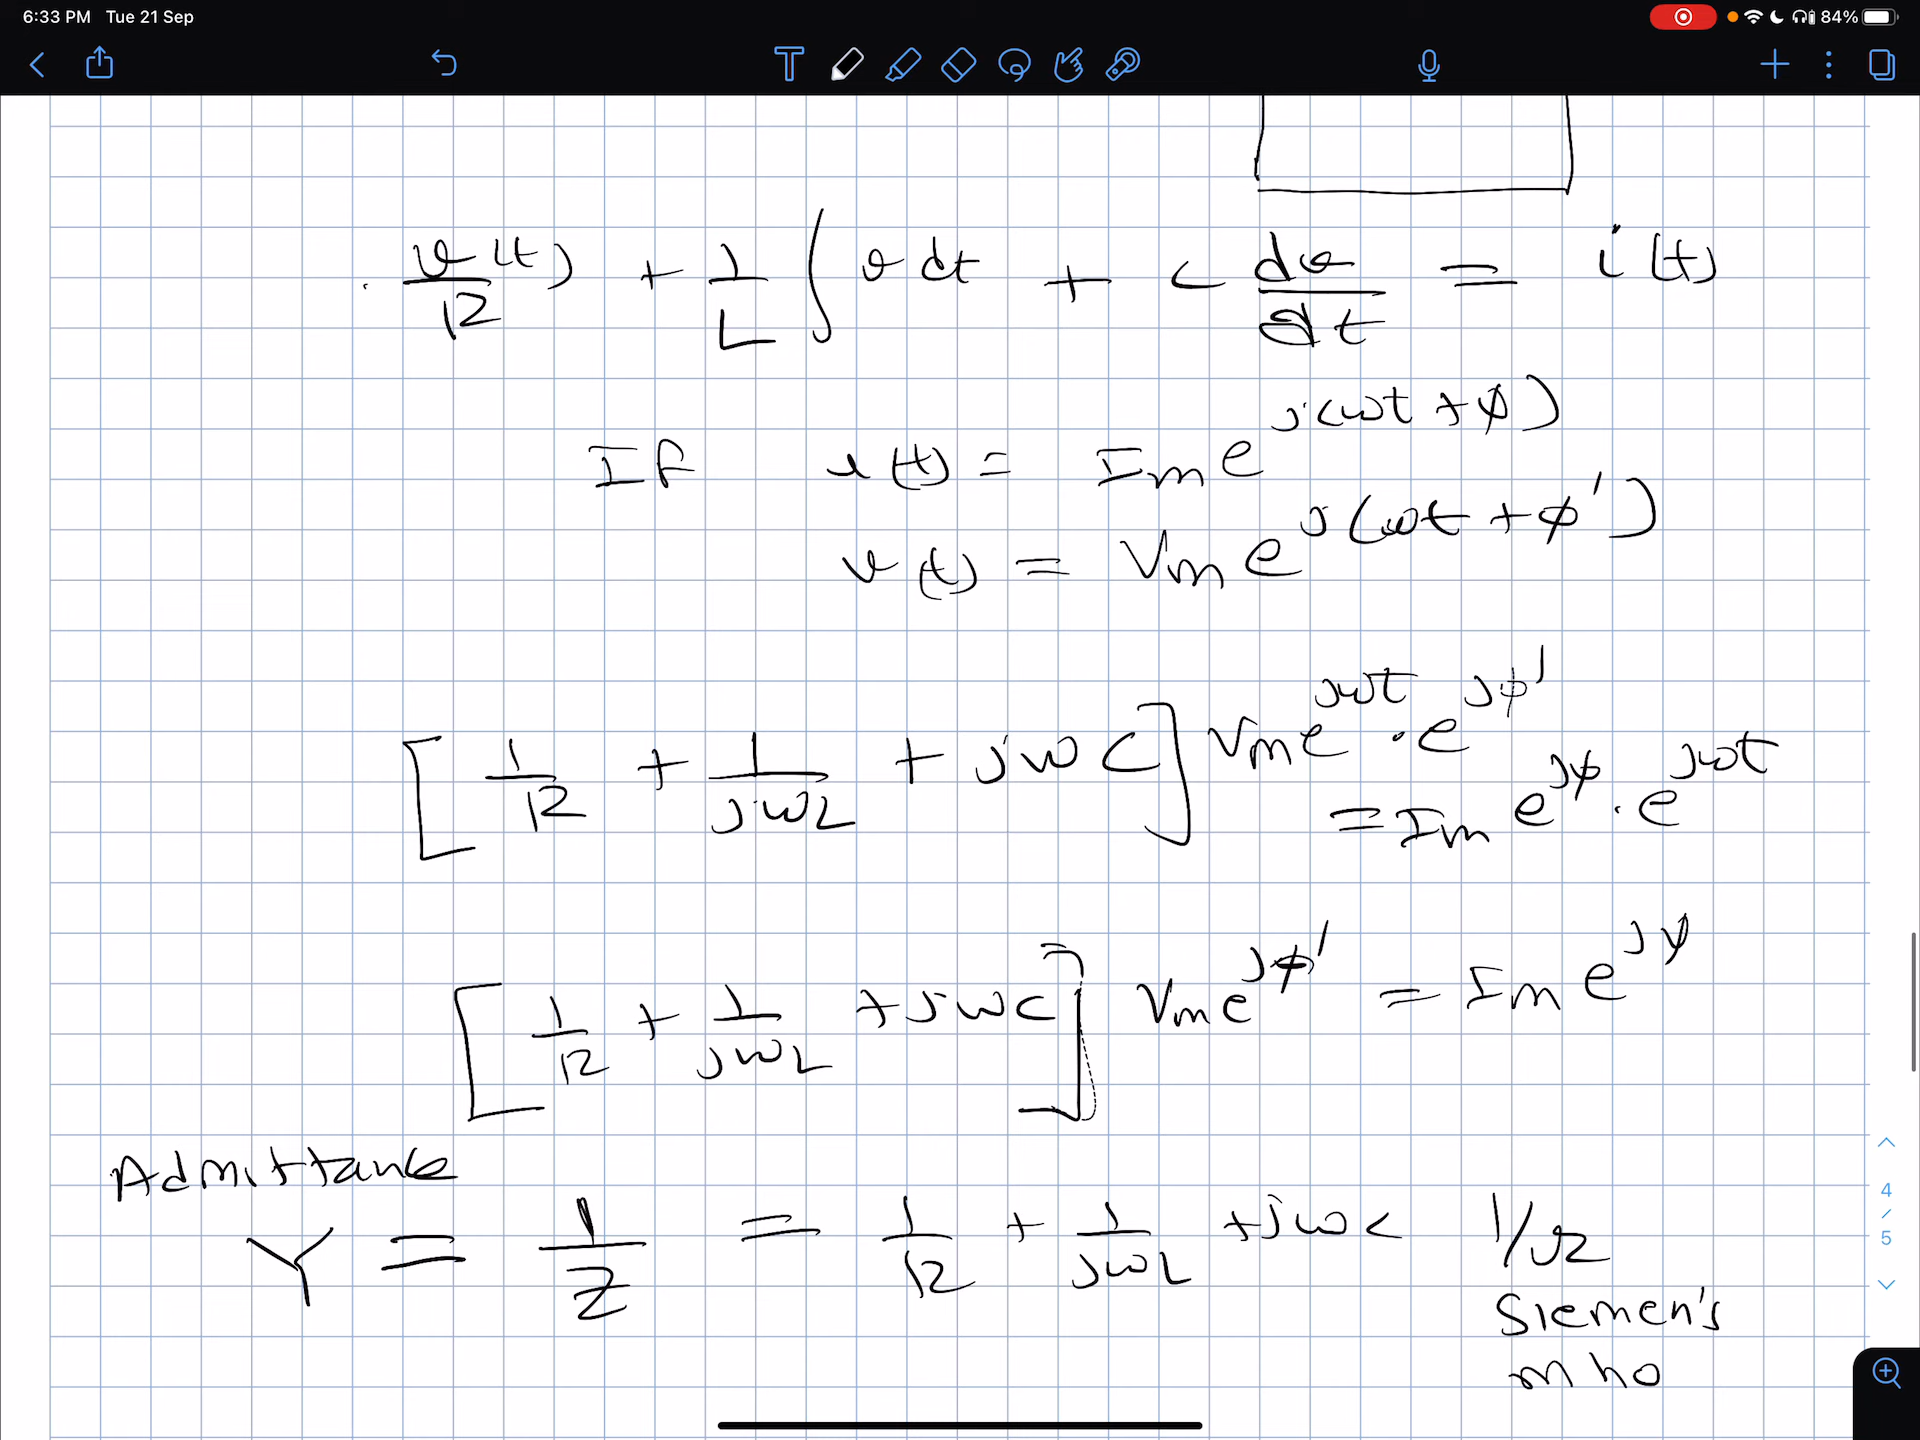 6:33 PM Tue 21 Sep
84%
v(t)/R + 1/L ∫ v dt + C dv/dt = i(t)
If i(t) = Im e^j(ωt + φ)
v(t) = Vm e^j(ωt + φ')
[1/R + 1/jωL + jωC] Vm e^jωt . e^jφ'
= Im e^jφ . e^jωt
[1/R + 1/jωL + jωC] Vm e^jφ' = Im e^jφ
Admittance
Y = 1/Z = 1/R + 1/jωL + jωC 1/Ω
Siemen's
mho
4
/
5